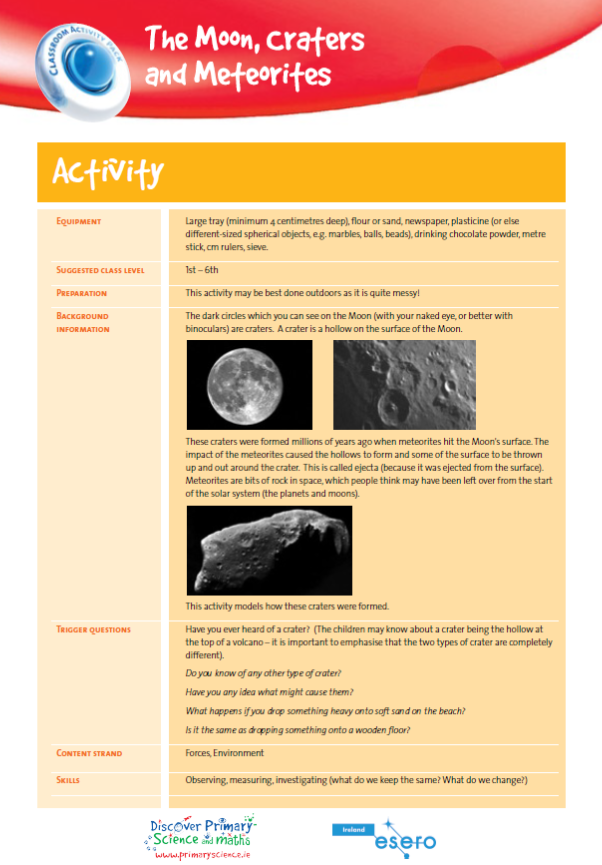 CLASSROOM ACTIVITY PACK
The Moon, Craters
and Meteorites
Activity
Equipment
Large tray (minimum 4 centimetres deep), flour or sand, newspaper, plasticine (or else
different-sized spherical objects, e.g. marbles, balls, beads), drinking chocolate powder, metre
stick, cm rulers, sieve.
Suggested class level
1st – 6th
Preparation
This activity may be best done outdoors as it is quite messy!
Background
information
The dark circles which you can see on the Moon (with your naked eye, or better with
binoculars) are craters. A crater is a hollow on the surface of the Moon.
These craters were formed millions of years ago when meteorites hit the Moon's surface. The
impact of the meteorites caused the hollows to form and some of the surface to be thrown
up and out around the crater. This is called ejecta (because it was ejected from the surface).
Meteorites are bits of rock in space, which people think may have been left over from the start
of the solar system (the planets and moons).
This activity models how these craters were formed.
Trigger questions
Have you ever heard of a crater? (The children may know about a crater being the hollow at
the top of a volcano – it is important to emphasise that the two types of crater are completely
different).
Do you know of any other type of crater?
Have you any idea what might cause them?
What happens if you drop something heavy onto soft sand on the beach?
Is it the same as dropping something onto a wooden floor?
Content strand
Forces, Environment
Skills
Observing, measuring, investigating (what do we keep the same? What do we change?)
Discover Primary
Science and maths
www.primaryscience.ie
Ireland
esero